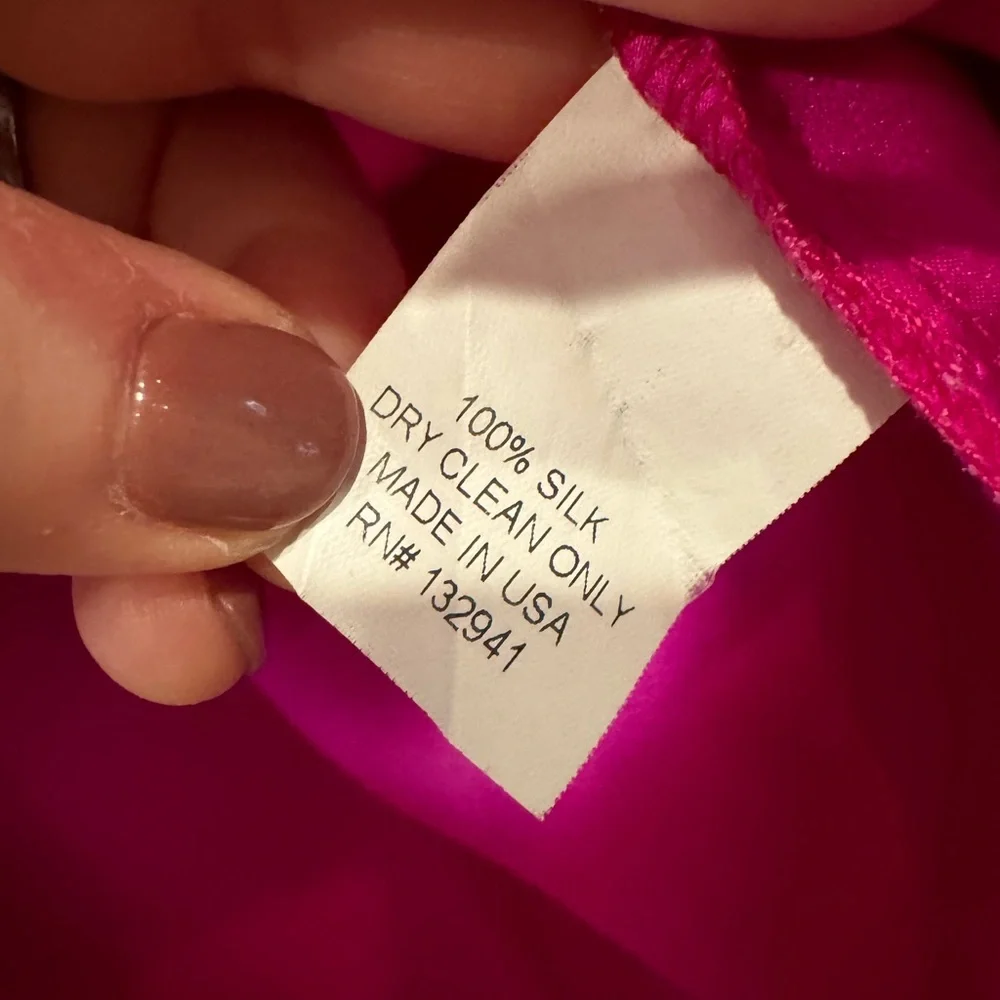 100% SILK
DRY CLEAN ONLY
MADE IN USA
RN# 132941